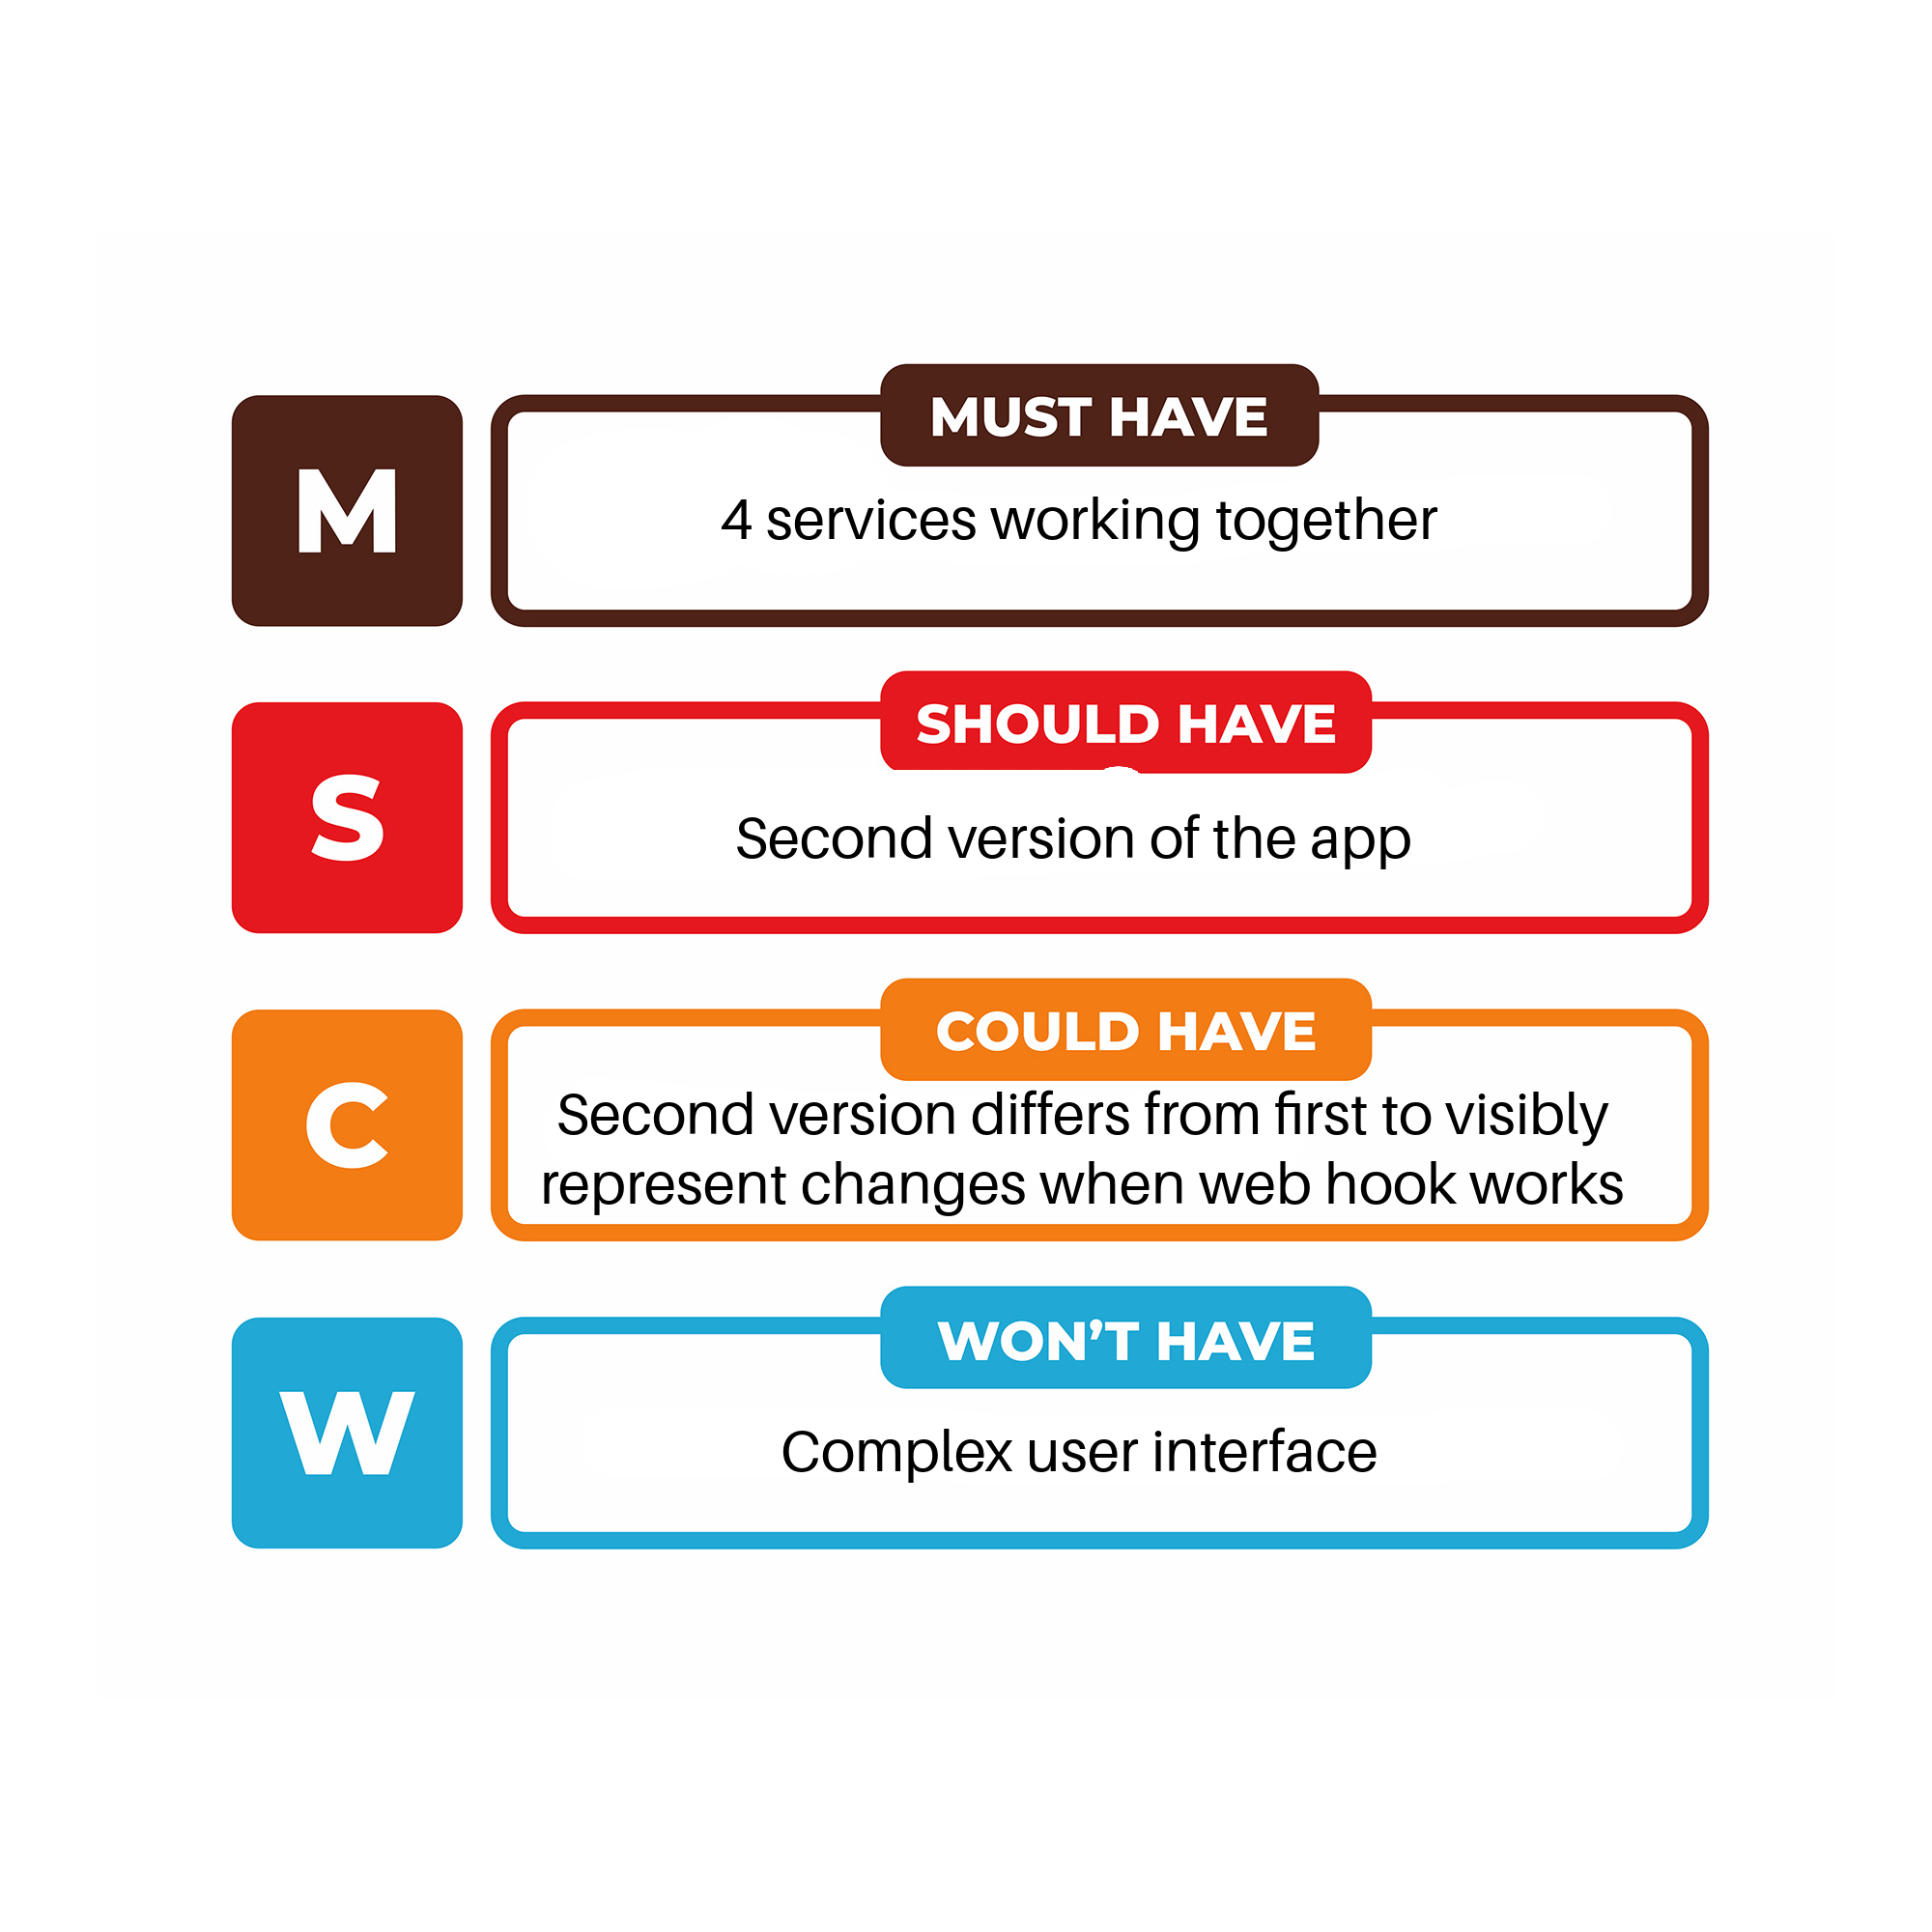 M
MUST HAVE
4 services working together
S
SHOULD HAVE
Second version of the app
C
COULD HAVE
Second version differs from first to visibly
represent changes when web hook works
W
WON'T HAVE
Complex user interface